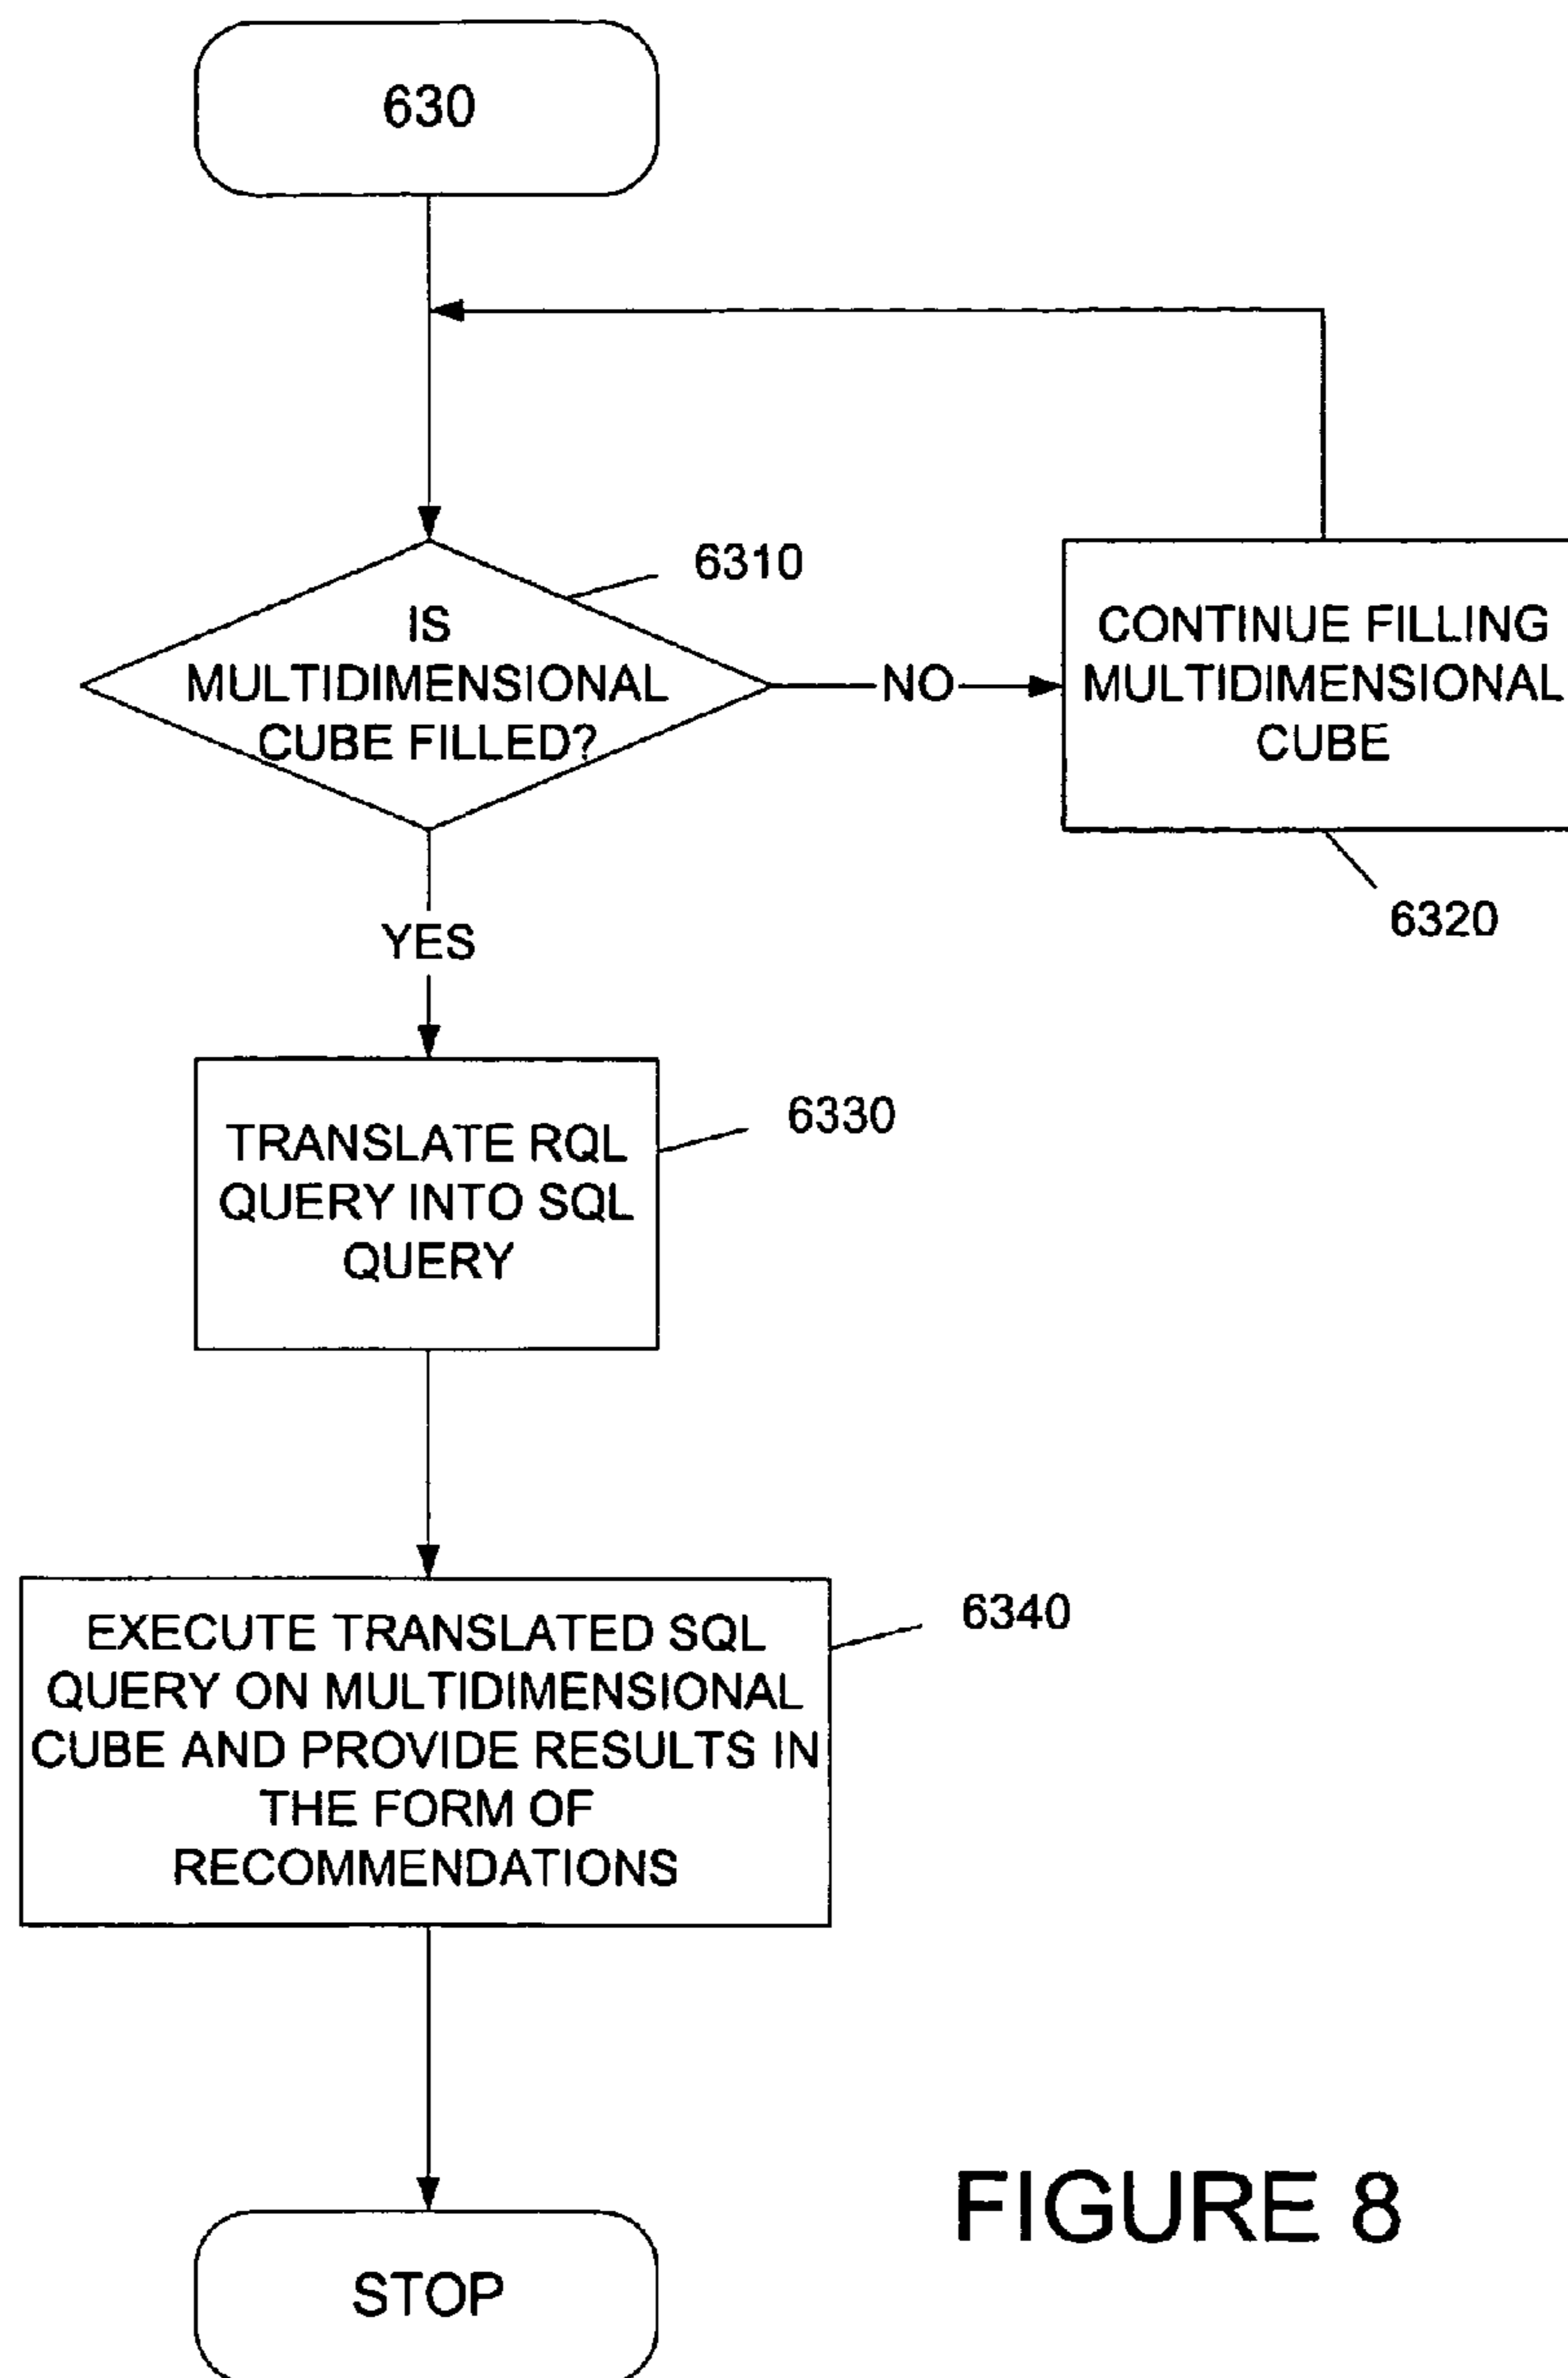 630
6310
IS
MULTIDIMENSIONAL
CUBE FILLED?
NO
CONTINUE FILLING
MULTIDIMENSIONAL
CUBE
6320
YES
6330
TRANSLATE RQL
QUERY INTO SQL
QUERY
6340
EXECUTE TRANSLATED SQL
QUERY ON MULTIDIMENSIONAL
CUBE AND PROVIDE RESULTS IN
THE FORM OF
RECOMMENDATIONS
FIGURE 8
STOP